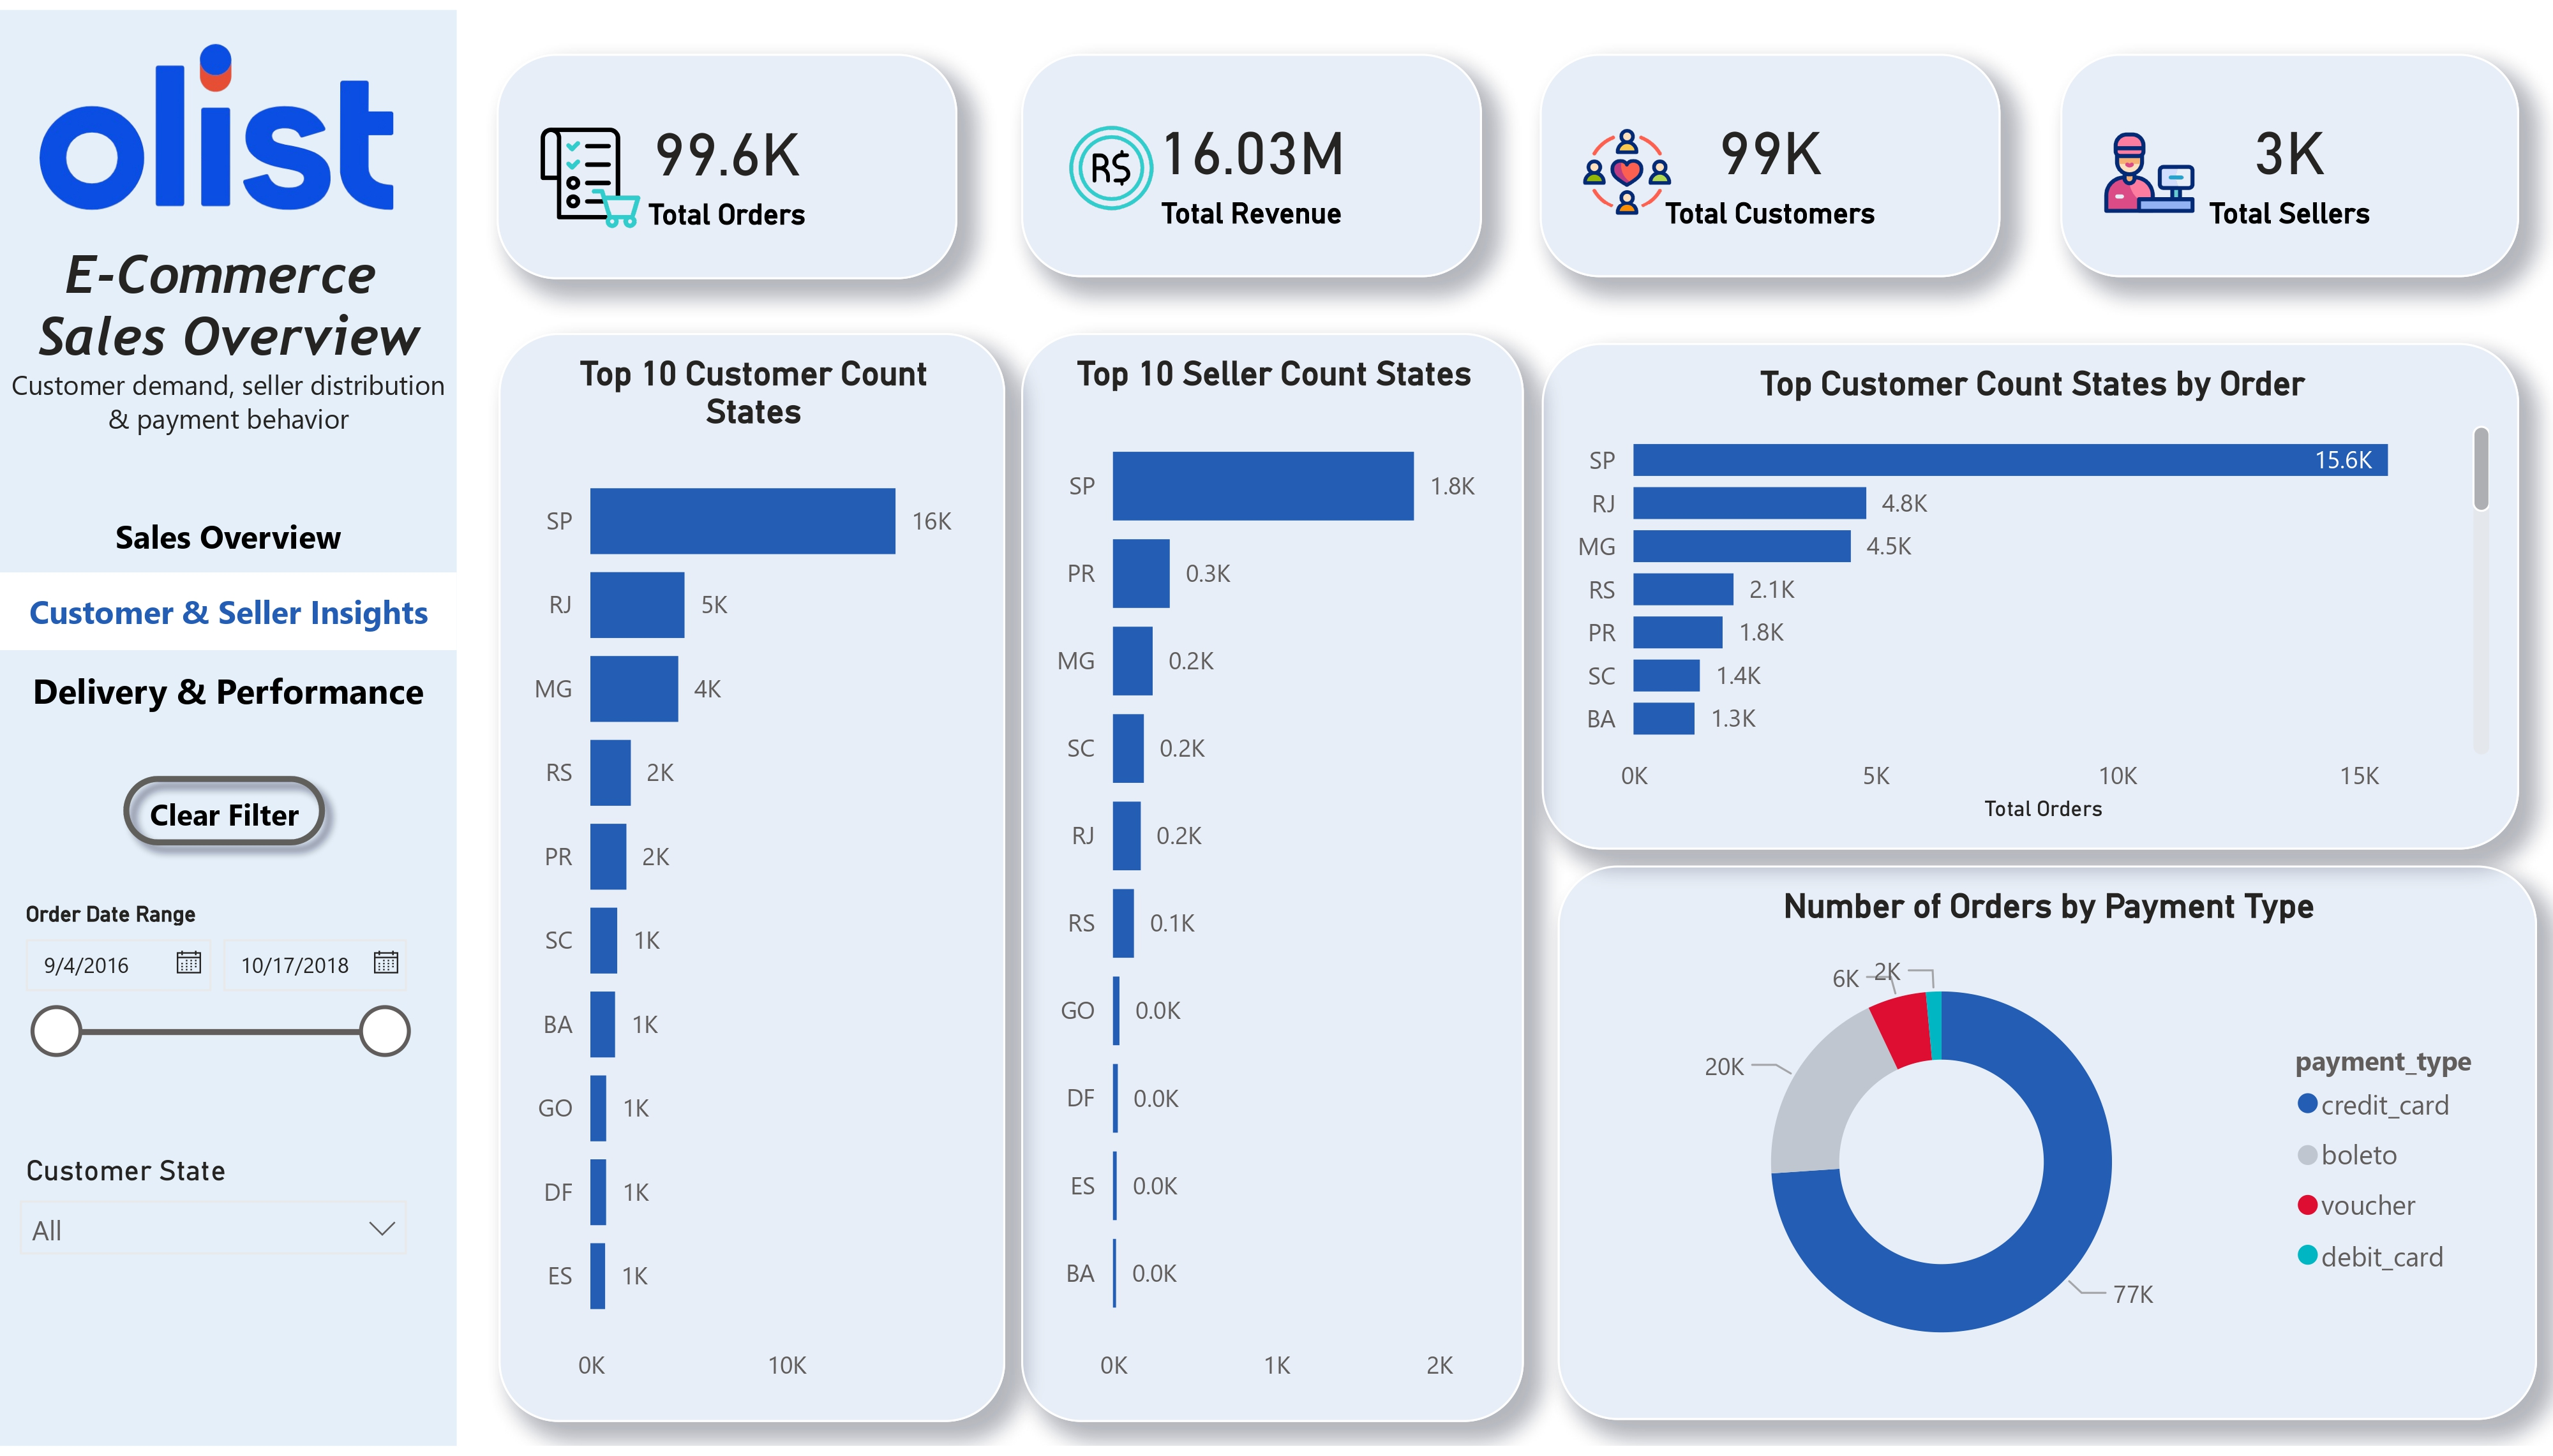 olist
E-Commerce
Sales Overview
Customer demand, seller distribution
& payment behavior
Sales Overview
Customer & Seller Insights
Delivery & Performance
Clear Filter
Order Date Range
9/4/2016
10/17/2018
Customer State
All
99.6K
Total Orders
R$
16.03M
Total Revenue
99K
Total Customers
3K
Total Sellers
Top 10 Customer Count
States
SP 16K
RJ 5K
MG 4K
RS 2K
PR 2K
SC 1K
BA 1K
GO 1K
DF 1K
ES 1K
0K 10K
Top 10 Seller Count States
SP 1.8K
PR 0.3K
MG 0.2K
SC 0.2K
RJ 0.2K
RS 0.1K
GO 0.0K
DF 0.0K
ES 0.0K
BA 0.0K
0K 1K 2K
Top Customer Count States by Order
SP 15.6K
RJ 4.8K
MG 4.5K
RS 2.1K
PR 1.8K
SC 1.4K
BA 1.3K
0K 5K 10K 15K
Total Orders
Number of Orders by Payment Type
6K 2K
20K
77K
payment_type
credit_card
boleto
voucher
debit_card